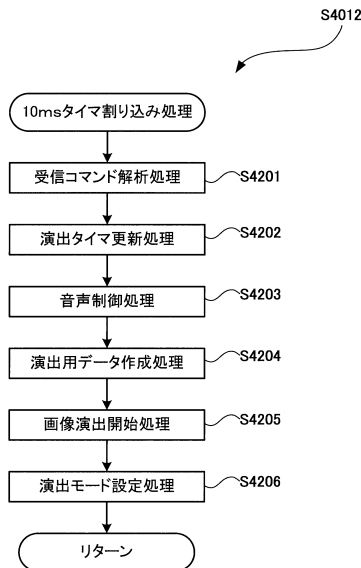 S4012
10msタイマ割り込み処理
受信コマンド解析処理 S4201
演出タイマ更新処理 S4202
音声制御処理 S4203
演出用データ作成処理 S4204
画像演出開始処理 S4205
演出モード設定処理 S4206
リターン